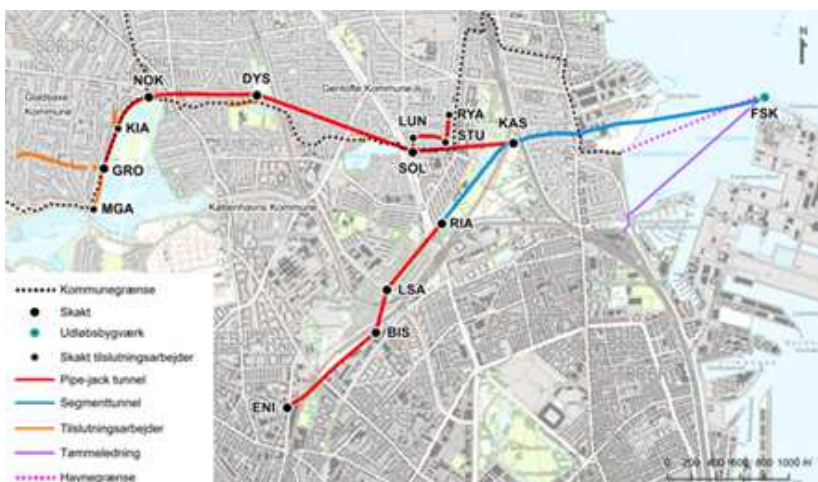 SØBORG
Gladsaxe
Kommune
Gentofte Kommune
Københavns Kommune
NOK
DYS
KIA
GRO
MGA
LUN
RYA
STU
SOL
KAS
FSK
RIA
LSA
BIS
ENI
Kommunegrænse
Skakt
Udløbsbygværk
Skakt tilslutningsarbejder
Pipe-jack tunnel
Segmenttunnel
Tilslutningsarbejder
Tømmeledning
Havnegrænse
0 200 400 600 800 1000 m